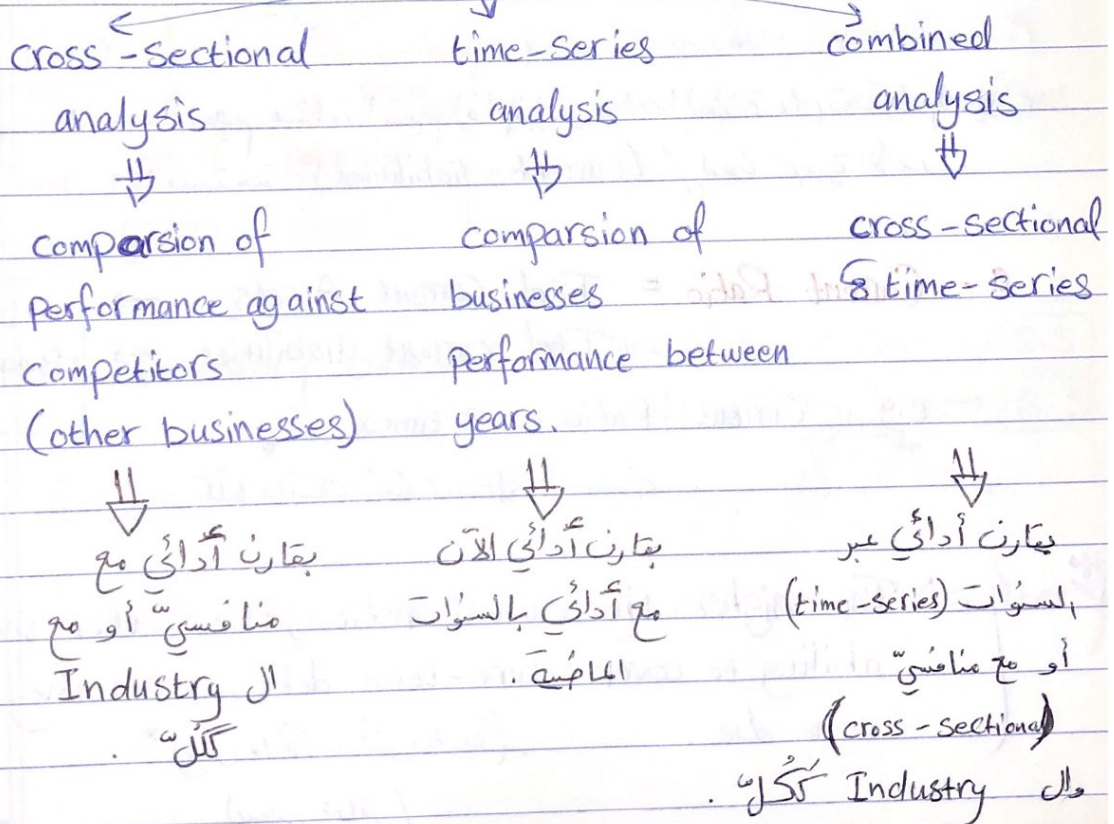 cross-sectional
analysis
comparsion of
performance against
competitors
(other businesses)
بقارن أدائي مع
منافسيّ أو مع
ال Industry
ككلّ .
time-series
analysis
comparsion of
businesses
performance between
years.
بقارن أدائي الآن
مع أدائي بالسنوات
الماضية .
combined
analysis
cross-sectional
& time-series
بقارن أدائي عبر
السنوات (time-series)
أو مع منافسيّ
(cross-sectional)
وال Industry ككلّ .